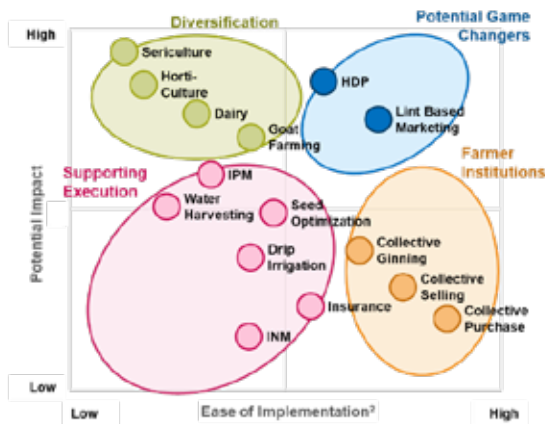 Diversification
Potential Game
Changers
High
Sericulture
Horti-
Culture
Dairy
Goat
Farming
HDP
Lint Based
Marketing
Supporting
Execution
Farmer
Institutions
IPM
Water
Harvesting
Seed
Optimization
Drip
Irrigation
Insurance
INM
Collective
Ginning
Collective
Selling
Collective
Purchase
Potential Impact
Low
Low
Ease of Implementation³
High